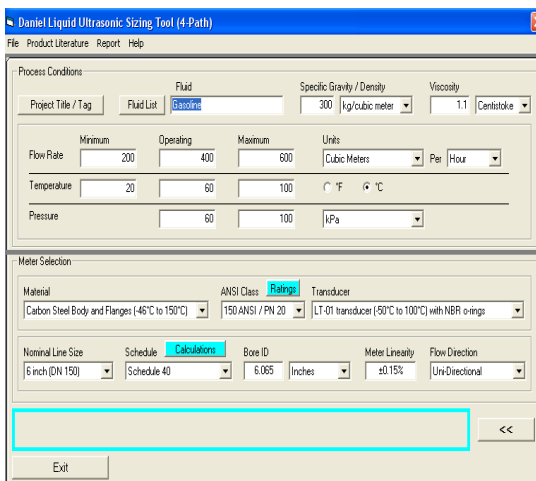 Daniel Liquid Ultrasonic Sizing Tool (4-Path)
File Product Literature Report Help
Process Conditions
Fluid Specific Gravity / Density Viscosity
Project Title / Tag Fluid List Gasoline 300 kg/cubic meter 1.1 Centistoke
Minimum Operating Maximum Units
Flow Rate 200 400 600 Cubic Meters Per Hour
Temperature 20 60 100 °F °C
Pressure 60 100 kPa
Meter Selection
Material ANSI Class Ratings Transducer
Carbon Steel Body and Flanges (-46°C to 150°C) 150 ANSI / PN 20 LT-01 transducer (-50°C to 100°C) with NBR o-rings
Nominal Line Size Schedule Calculations Bore ID Meter Linearity Flow Direction
6 inch (DN 150) Schedule 40 6.065 Inches ±0.15% Uni-Directional
<<
Exit